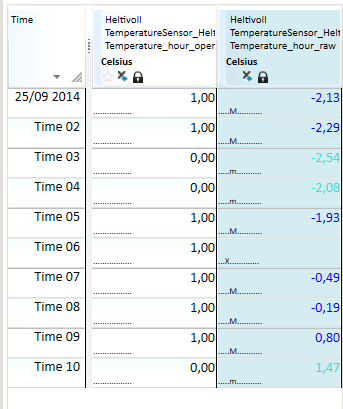 Time
Heltivoll
TemperatureSensor_Helt
Temperature_hour_oper
Celsius
Heltivoll
TemperatureSensor_Helt
Temperature_hour_raw
Celsius
25/09 2014 1,00 -2,13
............... .....M...........
Time 02 1,00 -2,29
............... .....M...........
Time 03 0,00 -2,54
............... .....m...........
Time 04 0,00 -2,08
............... .....m...........
Time 05 1,00 -1,93
............... .....M...........
Time 06 1,00
............... ...X............
Time 07 1,00 -0,49
............... .....M...........
Time 08 1,00 -0,19
............... .....M...........
Time 09 1,00 0,80
............... .....M...........
Time 10 0,00 1,47
............... .....m...........